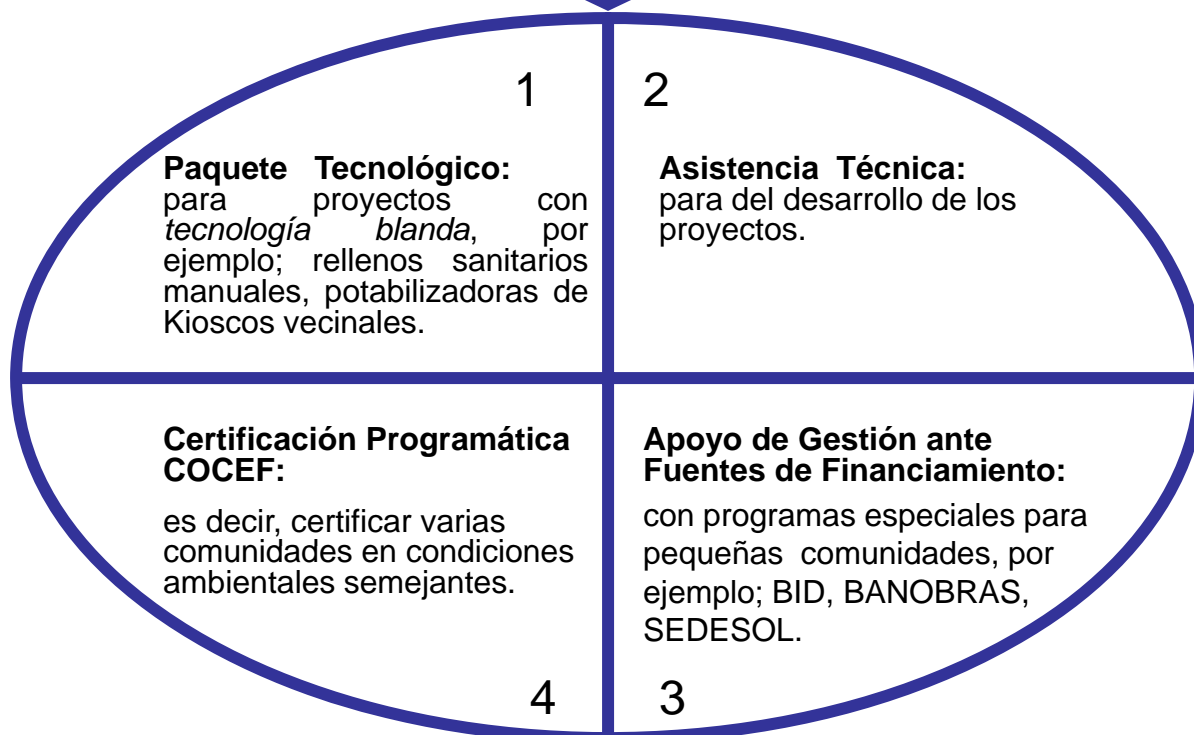 1
Paquete Tecnológico:
para proyectos con
tecnología blanda, por
ejemplo; rellenos sanitarios
manuales, potabilizadoras de
Kioscos vecinales.
2
Asistencia Técnica:
para del desarrollo de los
proyectos.
Certificación Programática
COCEF:
es decir, certificar varias
comunidades en condiciones
ambientales semejantes.
4
Apoyo de Gestión ante
Fuentes de Financiamiento:
con programas especiales para
pequeñas comunidades, por
ejemplo; BID, BANOBRAS,
SEDESOL.
3